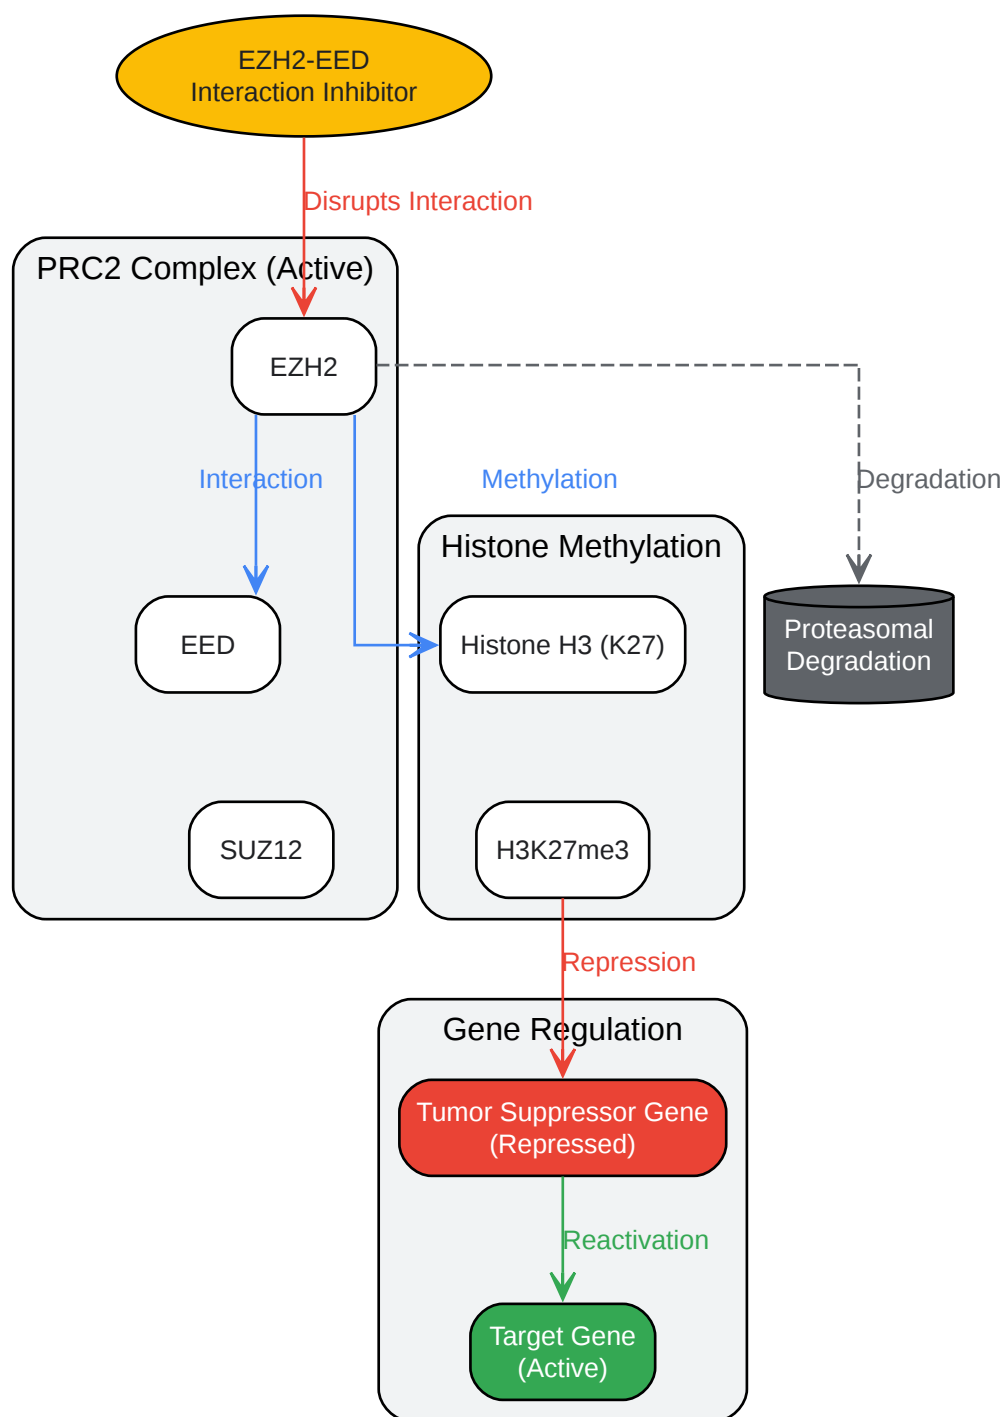 EZH2-EED
Interaction Inhibitor
Disrupts Interaction
PRC2 Complex (Active)
EZH2
Interaction
Methylation
Degradation
Histone Methylation
EED
Histone H3 (K27)
Proteasomal
Degradation
SUZ12
H3K27me3
Repression
Gene Regulation
Tumor Suppressor Gene
(Repressed)
Reactivation
Target Gene
(Active)